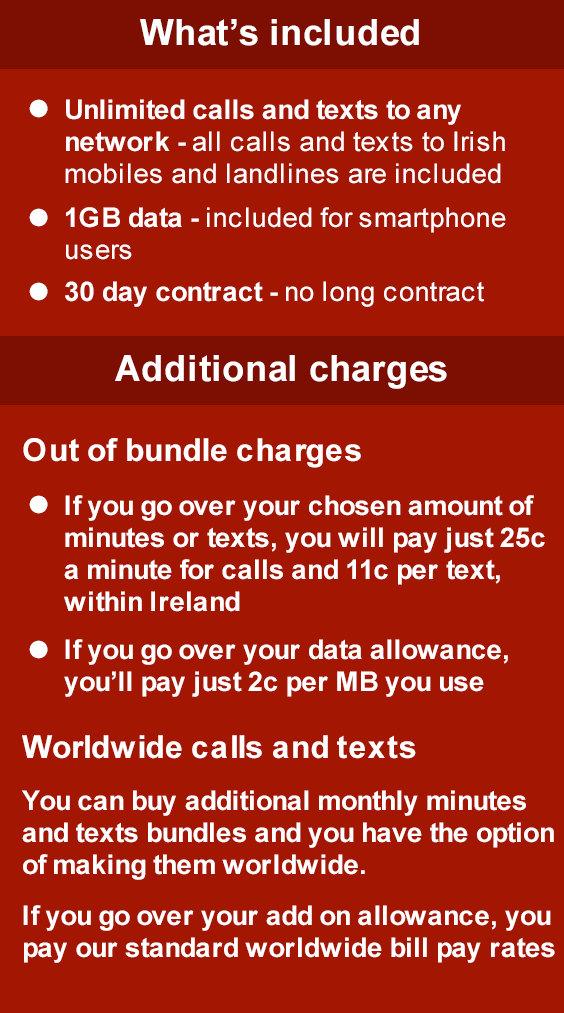 What’s included
Unlimited calls and texts to any
network - all calls and texts to Irish
mobiles and landlines are included
1GB data - included for smartphone
users
30 day contract - no long contract
Additional charges
Out of bundle charges
If you go over your chosen amount of
minutes or texts, you will pay just 25c
a minute for calls and 11c per text,
within Ireland
If you go over your data allowance,
you’ll pay just 2c per MB you use
Worldwide calls and texts
You can buy additional monthly minutes
and texts bundles and you have the option
of making them worldwide.
If you go over your add on allowance, you
pay our standard worldwide bill pay rates